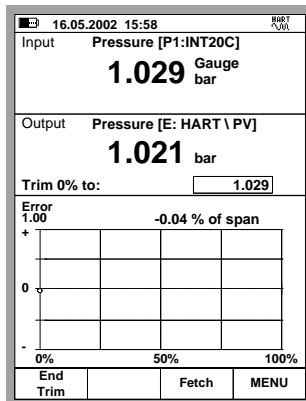 16.05.2002 15:58 HART
Input Pressure [P1:INT20C]
1.029 Gauge bar
Output Pressure [E: HART \ PV]
1.021 bar
Trim 0% to: 1.029
Error
1.00 -0.04 % of span
+
0
-
0% 50% 100%
End Trim Fetch MENU